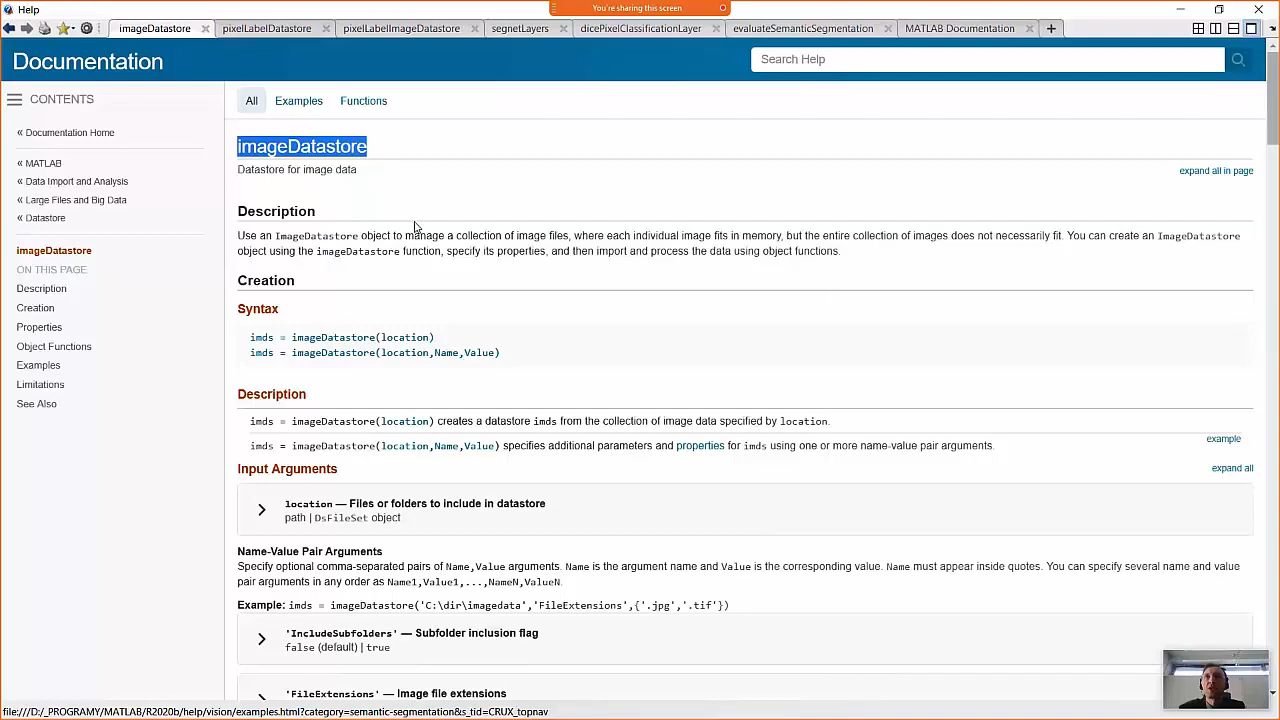 Help
You're sharing this screen
imageDatastore
pixelLabelDatastore
pixelLabelImageDatastore
segnetLayers
dicePixelClassificationLayer
evaluateSemanticSegmentation
MATLAB Documentation
Documentation
Search Help
CONTENTS
« Documentation Home
« MATLAB
« Data Import and Analysis
« Large Files and Big Data
« Datastore
imageDatastore
ON THIS PAGE
Description
Creation
Properties
Object Functions
Examples
Limitations
See Also
All Examples Functions
imageDatastore
Datastore for image data
expand all in page
Description
Use an ImageDatastore object to manage a collection of image files, where each individual image fits in memory, but the entire collection of images does not necessarily fit. You can create an ImageDatastore
object using the imageDatastore function, specify its properties, and then import and process the data using object functions.
Creation
Syntax
imds = imageDatastore(location)
imds = imageDatastore(location,Name,Value)
Description
imds = imageDatastore(location) creates a datastore imds from the collection of image data specified by location.
example
imds = imageDatastore(location,Name,Value) specifies additional parameters and properties for imds using one or more name-value pair arguments.
Input Arguments
expand all
location — Files or folders to include in datastore
path | DsFileSet object
Name-Value Pair Arguments
Specify optional comma-separated pairs of Name,Value arguments. Name is the argument name and Value is the corresponding value. Name must appear inside quotes. You can specify several name and value
pair arguments in any order as Name1,Value1,...,NameN,ValueN.
Example: imds = imageDatastore('C:\dir\imagedata','FileExtensions',{'.jpg','.tif'})
'IncludeSubfolders' — Subfolder inclusion flag
false (default) | true
'FileExtensions' — Image file extensions
file:///D:/_PROGRAMY/MATLAB/R2020b/help/vision/examples.html?category=semantic-segmentation&s_tid=CRUX_topnav